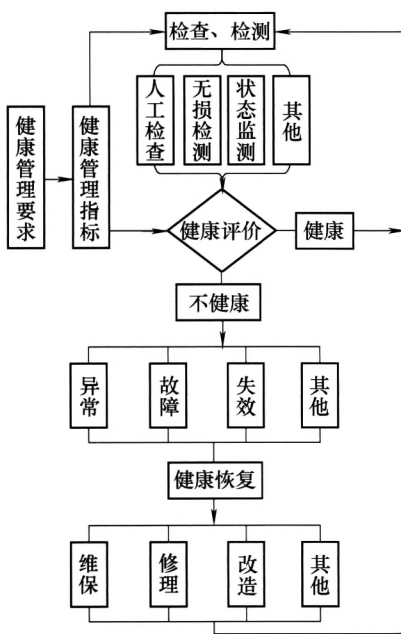 检查、检测
人工检查
无损检测
状态监测
其他
健康管理要求
健康管理指标
健康评价
健康
不健康
异常
故障
失效
其他
健康恢复
维保
修理
改造
其他